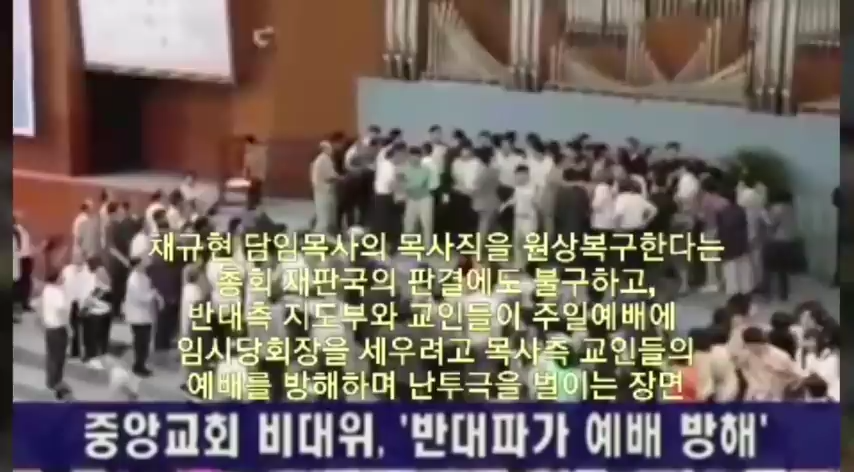 채규현 담임목사의 목사직을 원상복구한다는
총회 재판국의 판결에도 불구하고,
반대측 지도부와 교인들이 주일예배에
임시당회장을 세우려고 목사측 교인들의
예배를 방해하며 난투극을 벌이는 장면
중앙교회 비대위, '반대파가 예배 방해'